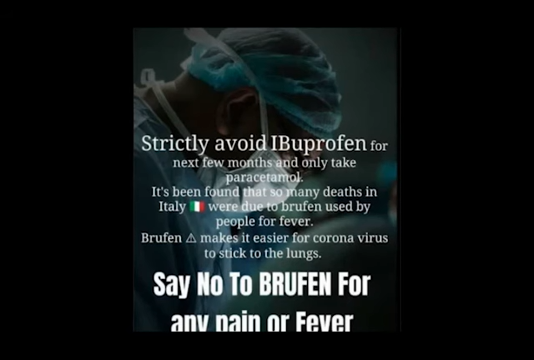 Strictly avoid IBuprofen for
next few months and only take
paracetamol.
It's been found that so many deaths in
Italy 🇮🇹 were due to brufen used by
people for fever.
Brufen ⚠ makes it easier for corona virus
to stick to the lungs.
Say No To BRUFEN For
any pain or Fever